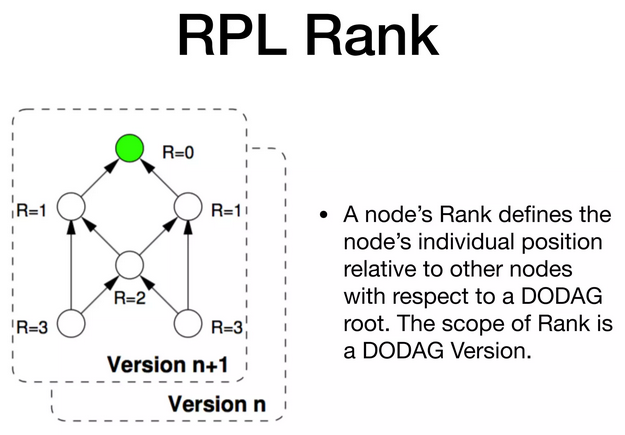 RPL Rank
R=0
R=1
R=1
R=2
R=3
R=3
Version n+1
Version n
• A node's Rank defines the
node's individual position
relative to other nodes
with respect to a DODAG
root. The scope of Rank is
a DODAG Version.